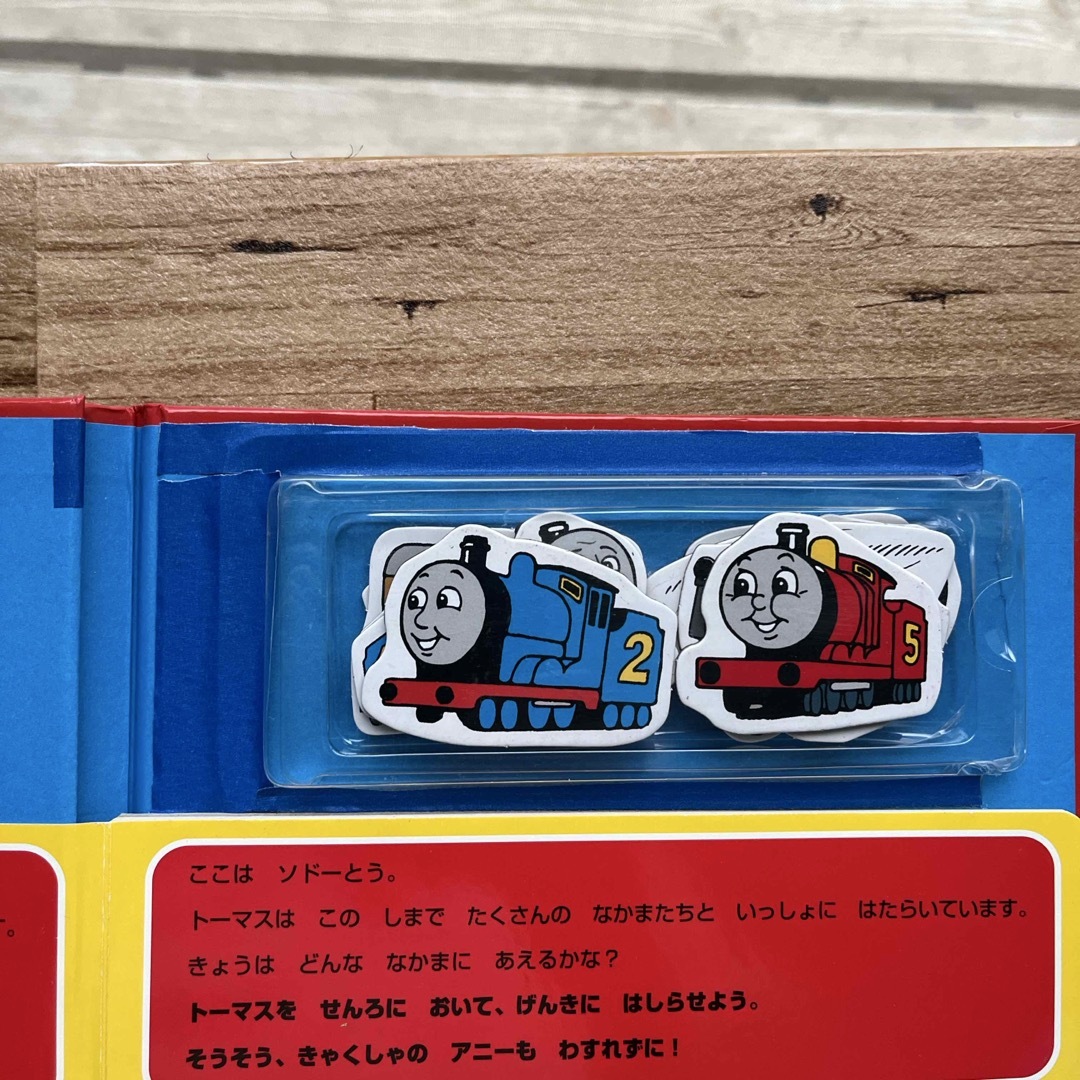 2
5
ここは　ソドーとう。
トーマスは　この　しまで　たくさんの　なかまたちと　いっしょに　はたらいています。
きょうは　どんな　なかまに　あえるかな？
トーマスを　せんろに　おいて、げんきに　はしらせよう。
そうそう、きゃくしゃの　アニーも　わすれずに！